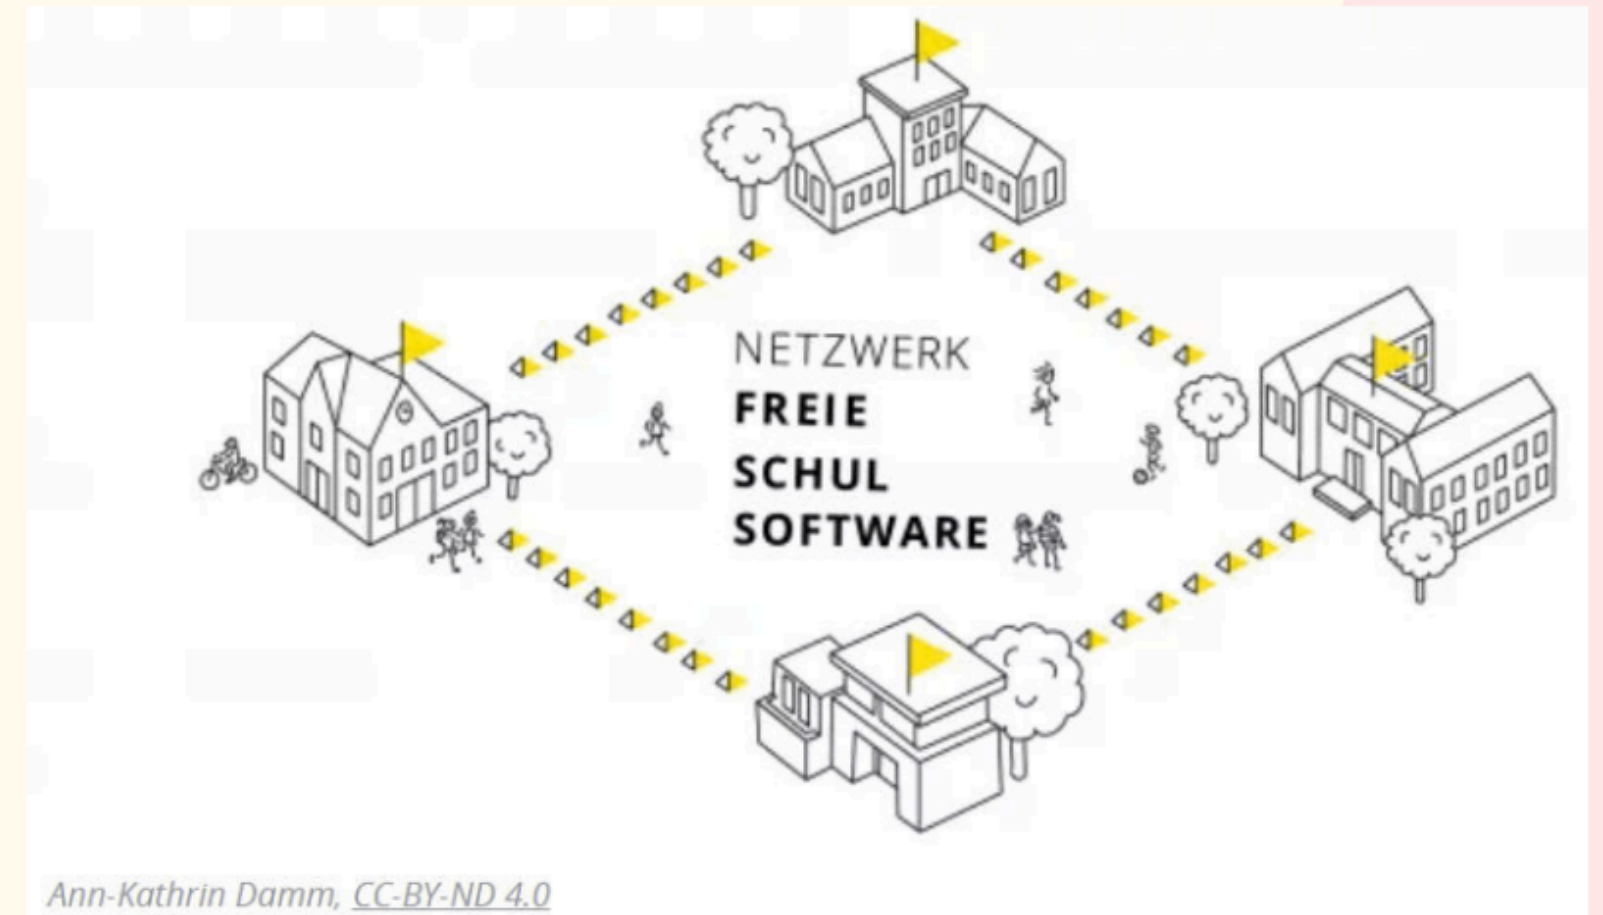 NETZWERK
FREIE
SCHUL
SOFTWARE
Ann-Kathrin Damm, CC-BY-ND 4.0